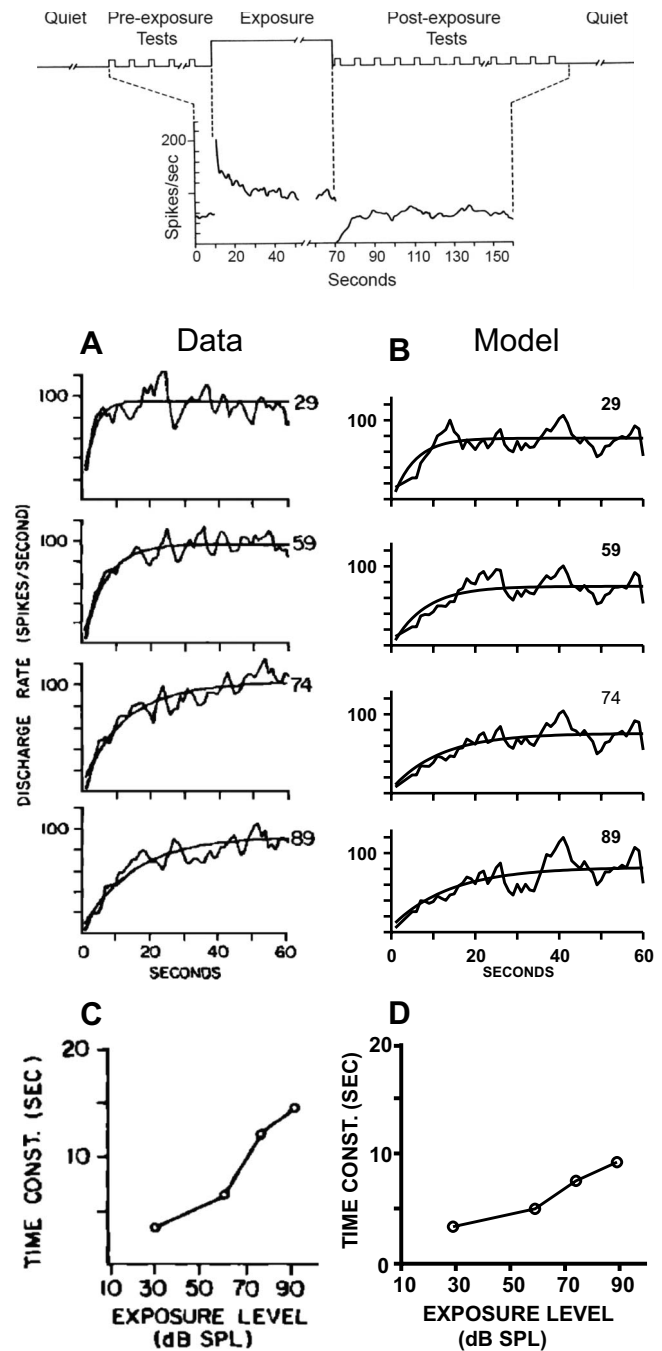 Quiet Pre-exposure Tests Exposure Post-exposure Tests Quiet
200
Spikes/sec
20 40 70 90 110 130 150
Seconds
A Data
B Model
DISCHARGE RATE (SPIKES/SECOND)
100 29
100 59
100 74
100 89
0 20 40 60
SECONDS
100 29
100 59
100 74
100 89
0 20 40 60
SECONDS
C
TIME CONST. (SEC)
20
10
10 30 50 70 90
EXPOSURE LEVEL
(dB SPL)
D
TIME CONST. (SEC)
20
10
0
10 30 50 70 90
EXPOSURE LEVEL
(dB SPL)